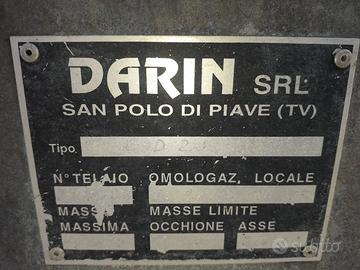 DARIN SRL
SAN POLO DI PIAVE (TV)
Tipo
N° TELAIO OMOLOGAZ. LOCALE
MASSA MASSE LIMITE
MASSIMA OCCHIONE ASSE
subito